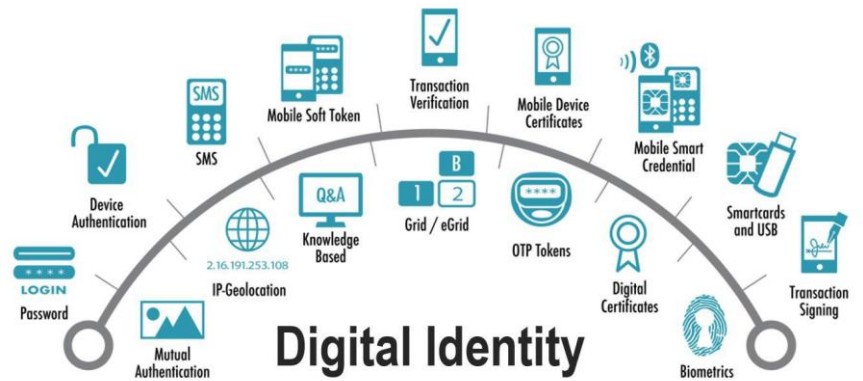 Transaction
Verification
SMS
Mobile Soft Token
Mobile Device
Certificates
SMS
Mobile Smart
Credential
Device
Authentication
Q&A
Knowledge
Based
B
1 2
Grid / eGrid
****
OTP Tokens
Smartcards
and USB
2.16.191.253.108
IP-Geolocation
****
LOGIN
Password
Digital
Certificates
Transaction
Signing
Mutual
Authentication
Digital Identity
Biometrics